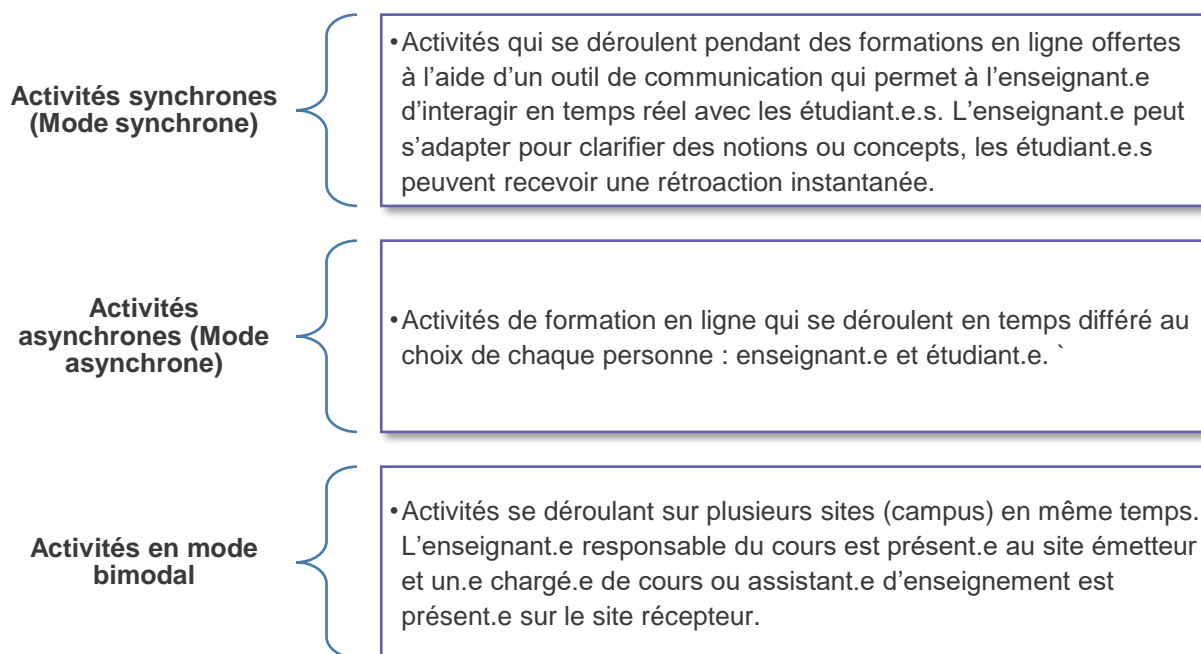 Activités synchrones
(Mode synchrone)
•Activités qui se déroulent pendant des formations en ligne offertes
à l’aide d’un outil de communication qui permet à l’enseignant.e
d’interagir en temps réel avec les étudiant.e.s. L’enseignant.e peut
s’adapter pour clarifier des notions ou concepts, les étudiant.e.s
peuvent recevoir une rétroaction instantanée.
Activités
asynchrones (Mode
asynchrone)
•Activités de formation en ligne qui se déroulent en temps différé au
choix de chaque personne : enseignant.e et étudiant.e. `
Activités en mode
bimodal
•Activités se déroulant sur plusieurs sites (campus) en même temps.
L’enseignant.e responsable du cours est présent.e au site émetteur
et un.e chargé.e de cours ou assistant.e d’enseignement est
présent.e sur le site récepteur.